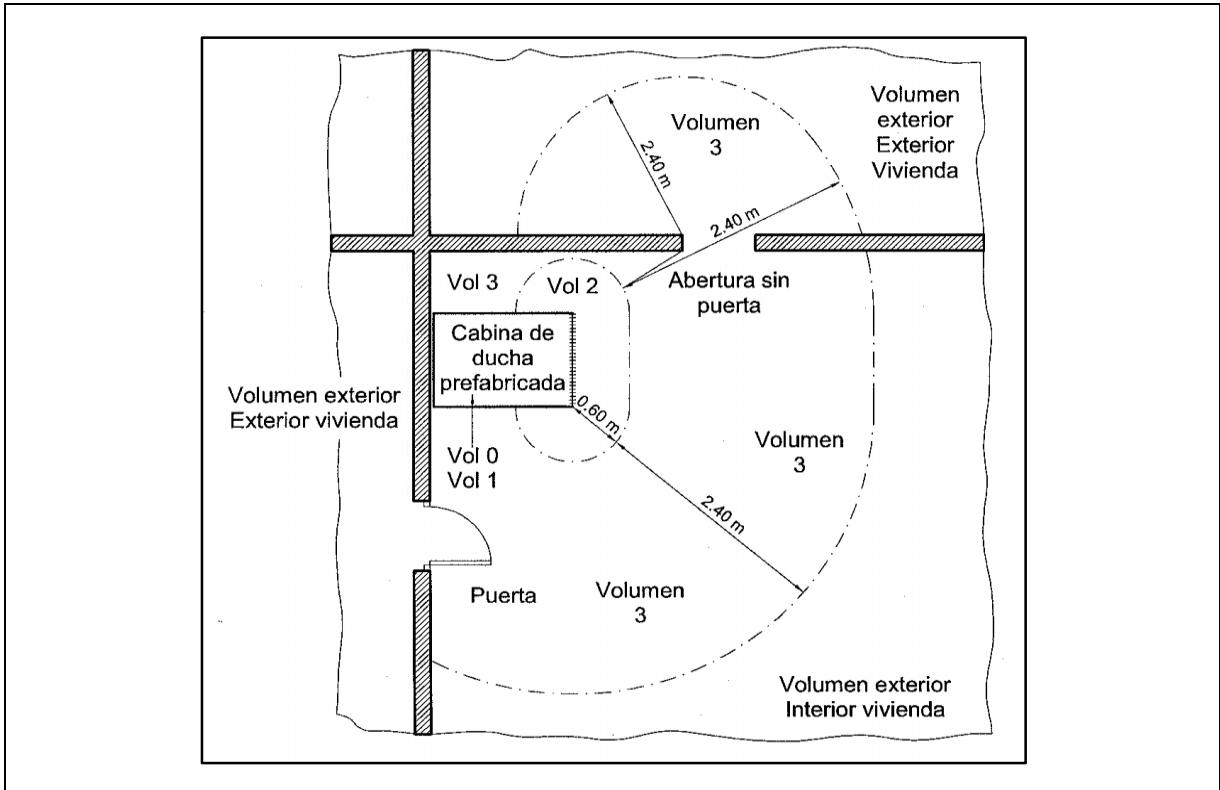 Volumen
3
Volumen
exterior
Exterior
Vivienda
2.40 m
2.40 m
Vol 3
Vol 2
Abertura sin
puerta
Cabina de
ducha
prefabricada
Volumen exterior
Exterior vivienda
0.60 m
Volumen
3
Vol 0
Vol 1
2.40 m
Puerta
Volumen
3
Volumen exterior
Interior vivienda